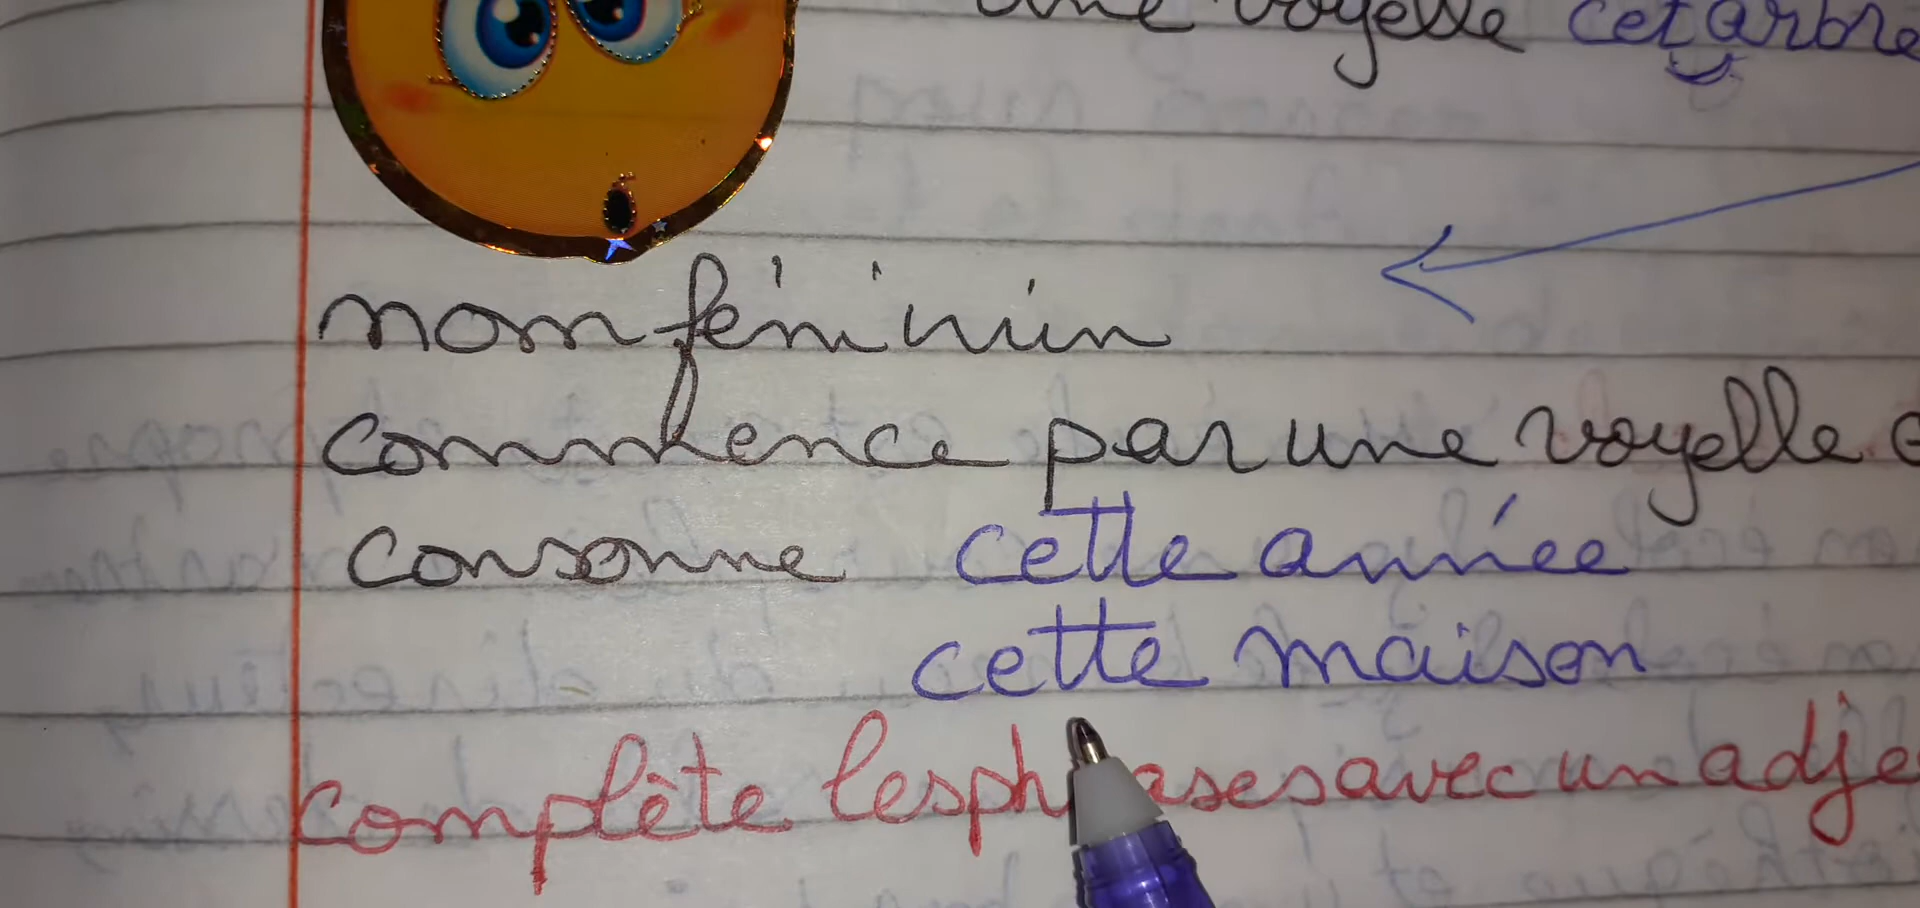 une voyelle cet arbre
nom féminin
commence par une voyelle
consonne cette année
cette maison
complète les phrases avec un adje